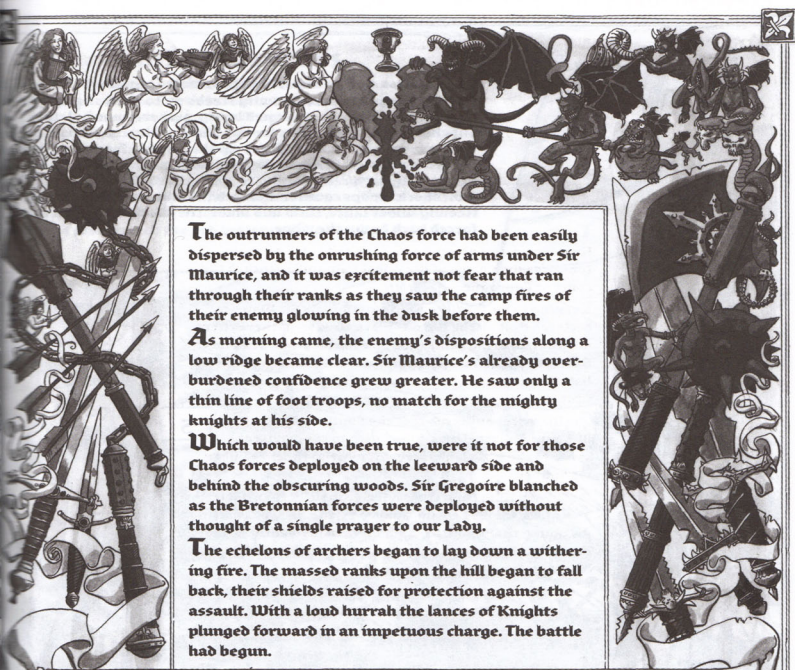 The outrunners of the Chaos force had been easily
dispersed by the onrushing force of arms under Sir
Maurice, and it was excitement not fear that ran
through their ranks as they saw the camp fires of
their enemy glowing in the dusk before them.
As morning came, the enemy's dispositions along a
low ridge became clear. Sir Maurice's already over-
burdened confidence grew greater. He saw only a
thin line of foot troops, no match for the mighty
knights at his side.
Which would have been true, were it not for those
Chaos forces deployed on the leeward side and
behind the obscuring woods. Sir Gregoire blanched
as the Bretonnian forces were deployed without
thought of a single prayer to our Lady.
The echelons of archers began to lay down a wither-
ing fire. The massed ranks upon the hill began to fall
back, their shields raised for protection against the
assault. With a loud hurrah the lances of Knights
plunged forward in an impetuous charge. The battle
had begun.